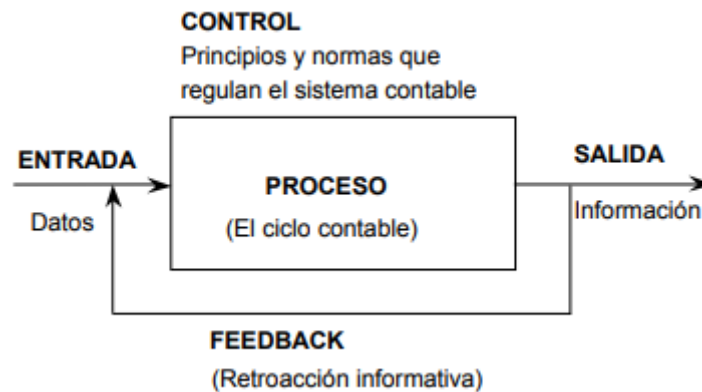 CONTROL
Principios y normas que
regulan el sistema contable
ENTRADA
Datos
PROCESO
(El ciclo contable)
SALIDA
Información
FEEDBACK
(Retroacción informativa)